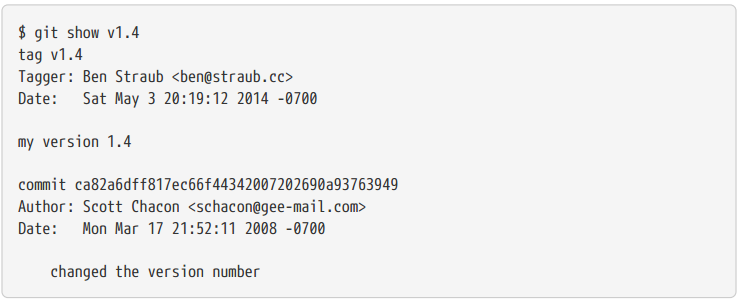 $ git show v1.4
tag v1.4
Tagger: Ben Straub <ben@straub.cc>
Date:   Sat May 3 20:19:12 2014 -0700

my version 1.4

commit ca82a6dff817ec66f44342007202690a93763949
Author: Scott Chacon <schacon@gee-mail.com>
Date:   Mon Mar 17 21:52:11 2008 -0700

    changed the version number